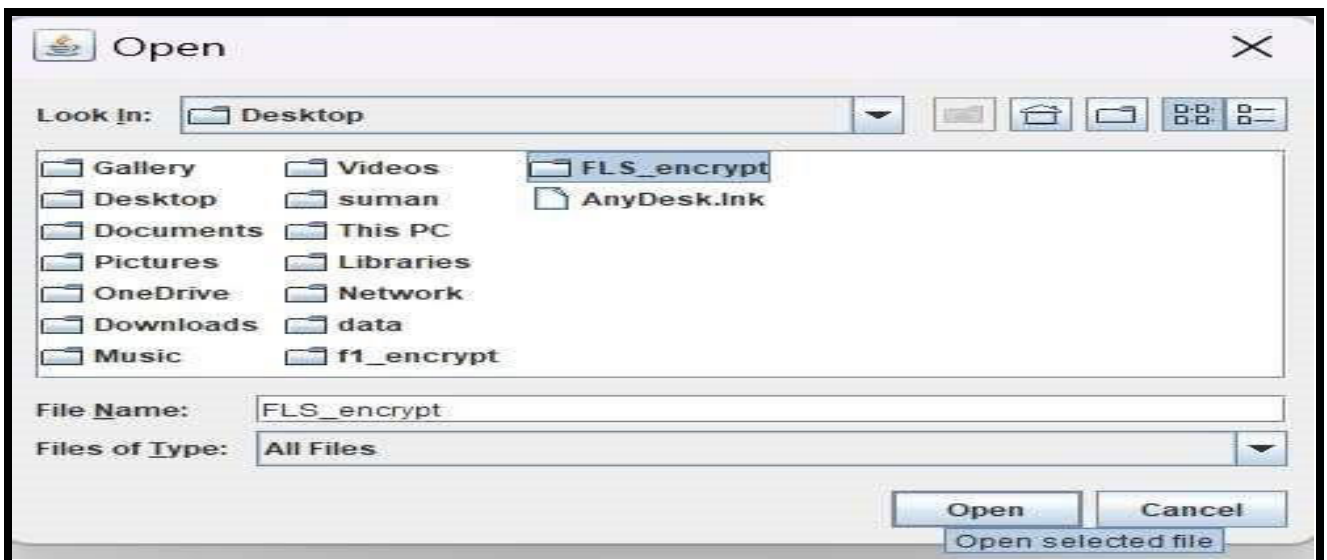 Open
Look In: Desktop
Gallery Videos FLS_encrypt
Desktop suman AnyDesk.lnk
Documents This PC
Pictures Libraries
OneDrive Network
Downloads data
Music f1_encrypt
File Name: FLS_encrypt
Files of Type: All Files
Open Cancel
Open selected file